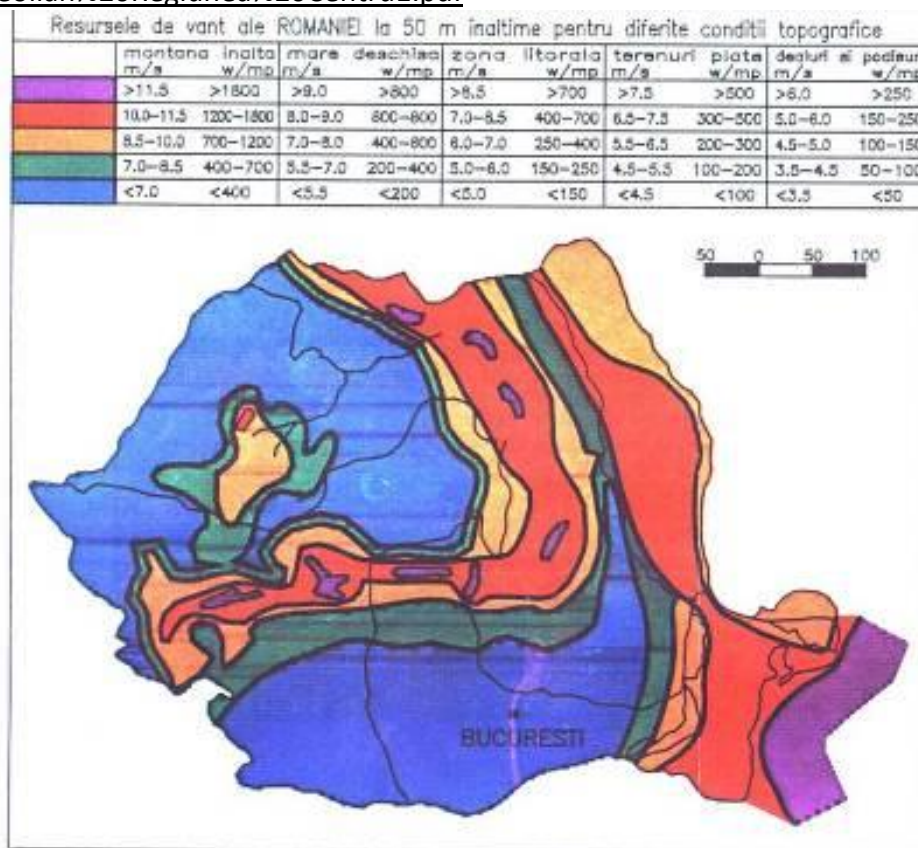 Resursele de vant ale ROMANIEI la 50 m inaltime pentru diferite conditii topografice
montana inalta mare deschisa zona litorala terenuri plate dealuri si podisuri
m/s w/mp m/s w/mp m/s w/mp m/s w/mp m/s w/mp
>11.5 >1800 >9.0 >800 >8.5 >700 >7.5 >500 >6.0 >250
10.0-11.5 1200-1800 8.0-9.0 600-800 7.0-8.5 400-700 6.5-7.5 300-500 5.0-6.0 150-250
8.5-10.0 700-1200 7.0-8.0 400-600 6.0-7.0 250-400 5.5-6.5 200-300 4.5-5.0 100-150
7.0-8.5 400-700 5.5-7.0 200-400 5.0-6.0 150-250 4.5-5.5 100-200 3.5-4.5 50-100
<7.0 <400 <5.5 <200 <5.0 <150 <4.5 <100 <3.5 <50
50 0 50 100
BUCURESTI